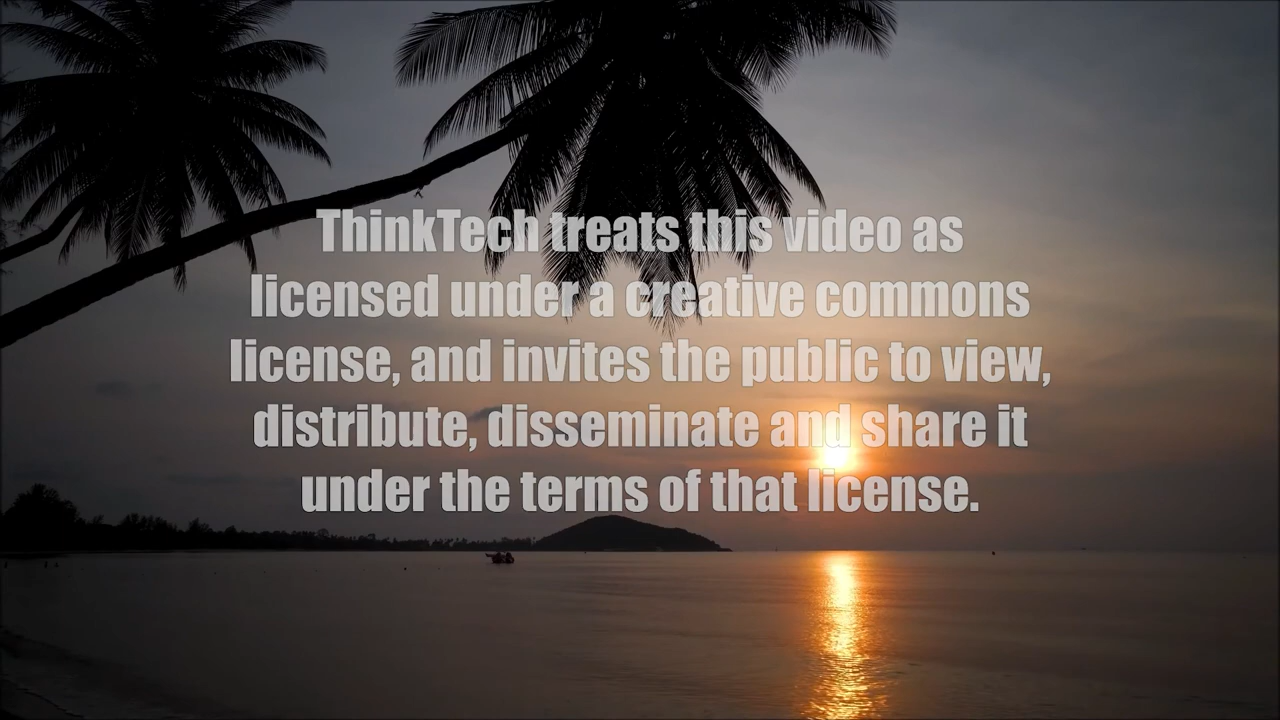 ThinkTech treats this video as
licensed under a creative commons
license, and invites the public to view,
distribute, disseminate and share it
under the terms of that license.